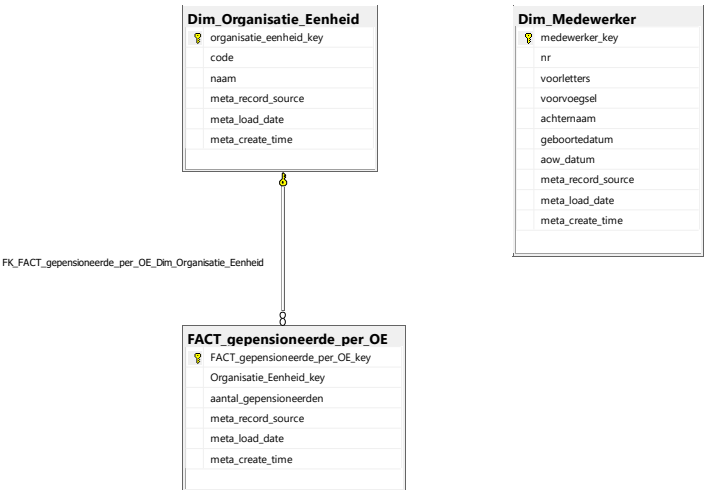 Dim_Organisatie_Eenheid
organisatie_eenheid_key
code
naam
meta_record_source
meta_load_date
meta_create_time
Dim_Medewerker
medewerker_key
nr
voorletters
voorvoegsel
achternaam
geboortedatum
aow_datum
meta_record_source
meta_load_date
meta_create_time
FK_FACT_gepensioneerde_per_OE_Dim_Organisatie_Eenheid
FACT_gepensioneerde_per_OE
FACT_gepensioneerde_per_OE_key
Organisatie_Eenheid_key
aantal_gepensioneerden
meta_record_source
meta_load_date
meta_create_time